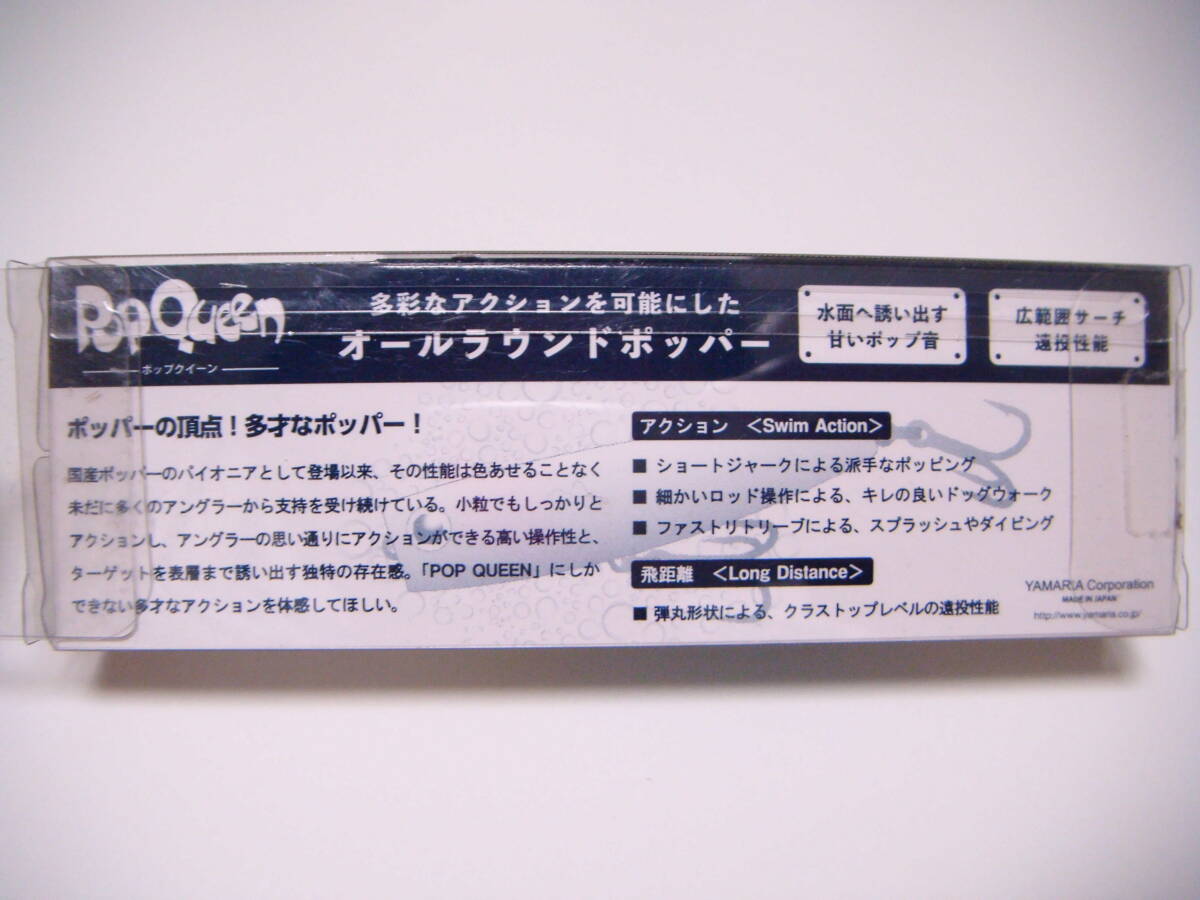 POP QUEEN
ポップクイーン
多彩なアクションを可能にした
オールラウンドポッパー
水面へ誘い出す
甘いポップ音
広範囲サーチ
遠投性能
ポッパーの頂点！多才なポッパー！
国産ポッパーのパイオニアとして登場以来、その性能は色あせることなく
未だに多くのアングラーから支持を受け続けている。小粒でもしっかりと
アクションし、アングラーの思い通りにアクションができる高い操作性と、
ターゲットを表層まで誘い出す独特の存在感。「POP QUEEN」にしか
できない多才なアクションを体感してほしい。
アクション <Swim Action>
■ ショートジャークによる派手なポッピング
■ 細かいロッド操作による、キレの良いドッグウォーク
■ ファストリトリーブによる、スプラッシュやダイビング
飛距離 <Long Distance>
■ 弾丸形状による、クラストップレベルの遠投性能
YAMARIA Corporation
MADE IN JAPAN
http://www.yamaria.co.jp/